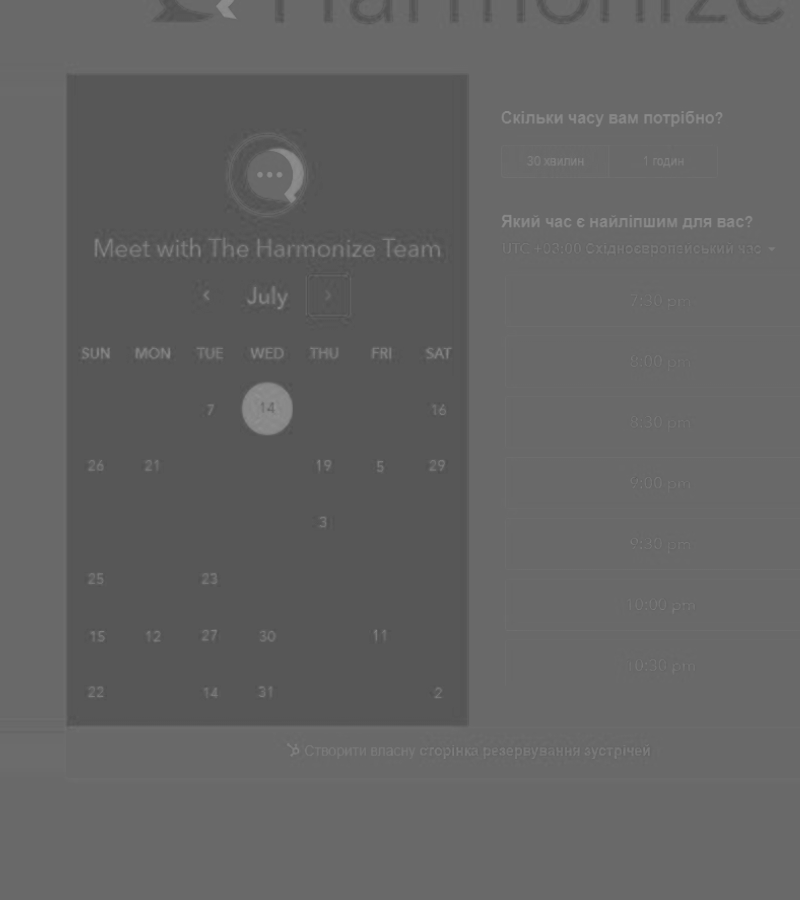 Harmonize
Meet with The Harmonize Team
July
SUN MON TUE WED THU FRI SAT
7 14 16
26 21 19 5 29
3
25 23
15 12 27 30 11
22 14 31 2
Скільки часу вам потрібно?
30 хвилин 1 годин
Який час є найліпшим для вас?
UTC +03:00 Східноєвропейський час
7:30 pm
8:00 pm
8:30 pm
9:00 pm
9:30 pm
10:00 pm
10:30 pm
Створити власну сторінка резервування зустрічей